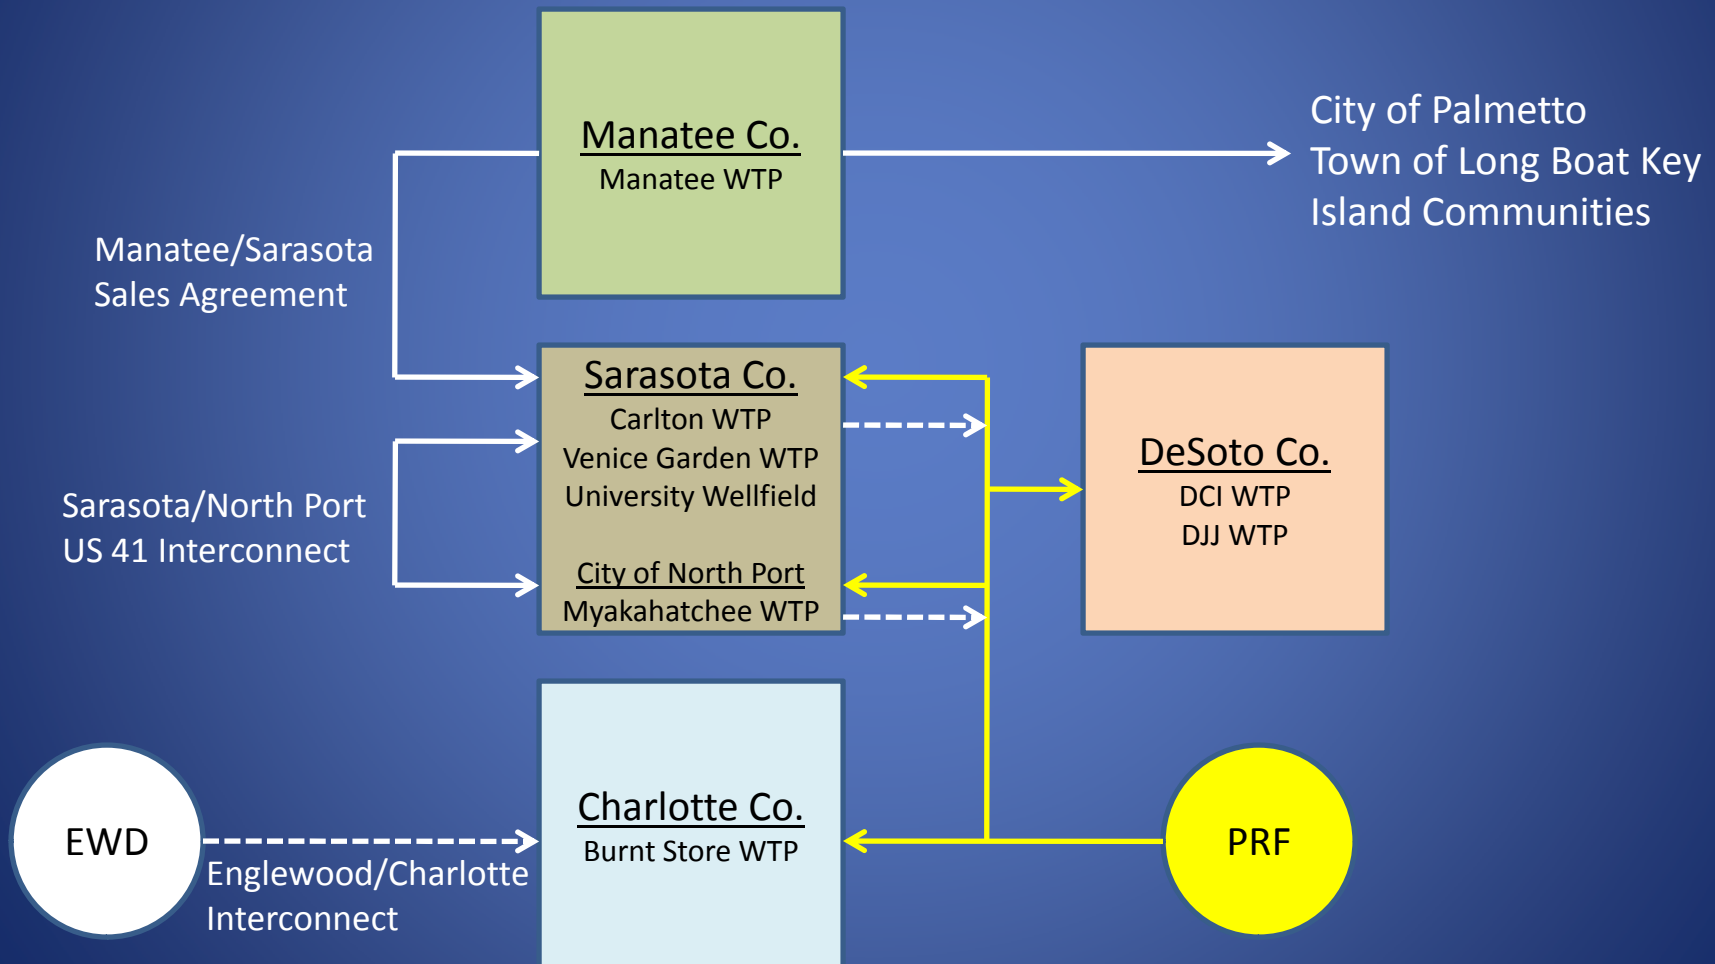 Manatee Co.
Manatee WTP
City of Palmetto
Town of Long Boat Key
Island Communities
Manatee/Sarasota
Sales Agreement
Sarasota Co.
Carlton WTP
Venice Garden WTP
University Wellfield
City of North Port
Myakahatchee WTP
DeSoto Co.
DCI WTP
DJJ WTP
Sarasota/North Port
US 41 Interconnect
EWD
Englewood/Charlotte
Interconnect
Charlotte Co.
Burnt Store WTP
PRF